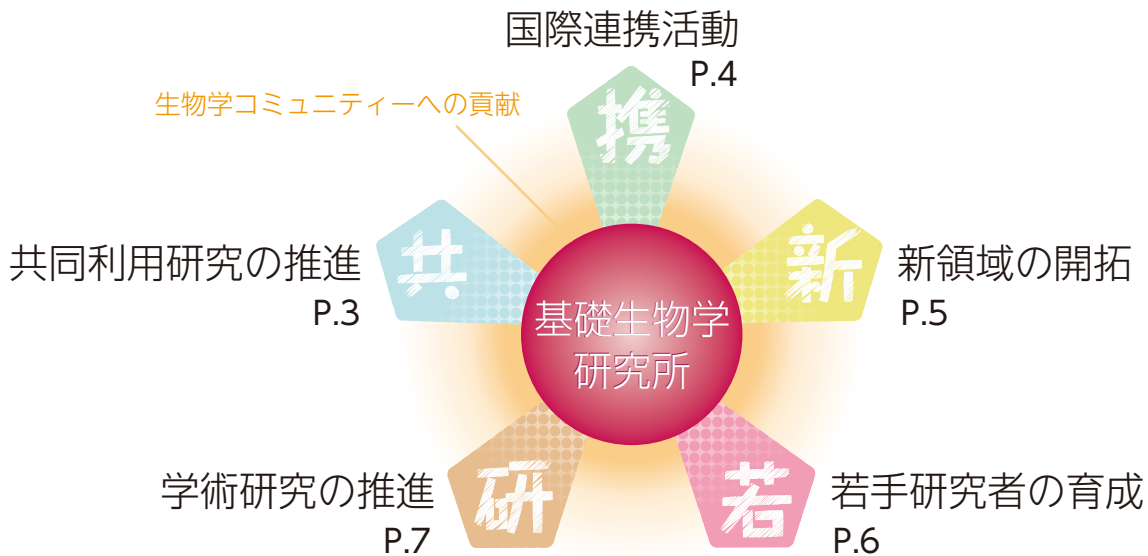 国際連携活動
P.4
生物学コミュニティーへの貢献
携
共同利用研究の推進
P.3
共
新
新領域の開拓
P.5
基礎生物学
研究所
学術研究の推進
P.7
研
若
若手研究者の育成
P.6